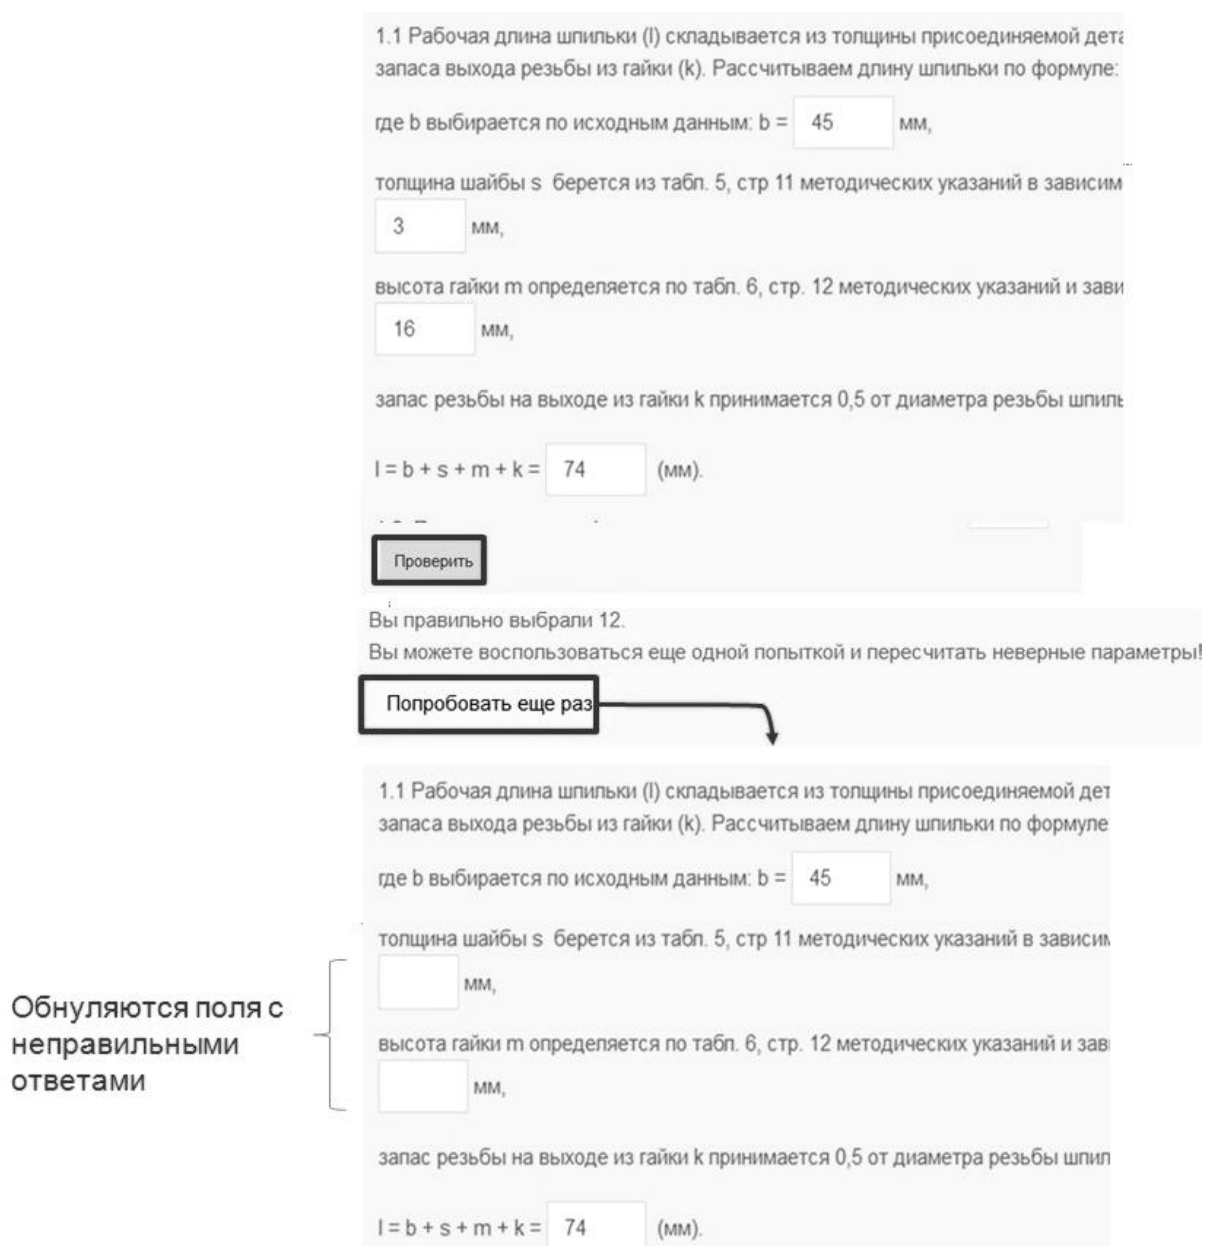 1.1 Рабочая длина шпильки (l) складывается из толщины присоединяемой дета
запаса выхода резьбы из гайки (k). Рассчитываем длину шпильки по формуле:
где b выбирается по исходным данным: b = 45 мм,
толщина шайбы s берется из табл. 5, стр 11 методических указаний в зависим
3 мм,
высота гайки m определяется по табл. 6, стр. 12 методических указаний и зави
16 мм,
запас резьбы на выходе из гайки k принимается 0,5 от диаметра резьбы шпиль
l = b + s + m + k = 74 (мм).
Проверить
Вы правильно выбрали 12.
Вы можете воспользоваться еще одной попыткой и пересчитать неверные параметры!
Попробовать еще раз
1.1 Рабочая длина шпильки (l) складывается из толщины присоединяемой дет
запаса выхода резьбы из гайки (k). Рассчитываем длину шпильки по формуле
где b выбирается по исходным данным: b = 45 мм,
толщина шайбы s берется из табл. 5, стр 11 методических указаний в зависим
мм,
Обнуляются поля с
неправильными
ответами
высота гайки m определяется по табл. 6, стр. 12 методических указаний и зав
мм,
запас резьбы на выходе из гайки k принимается 0,5 от диаметра резьбы шпил
l = b + s + m + k = 74 (мм).